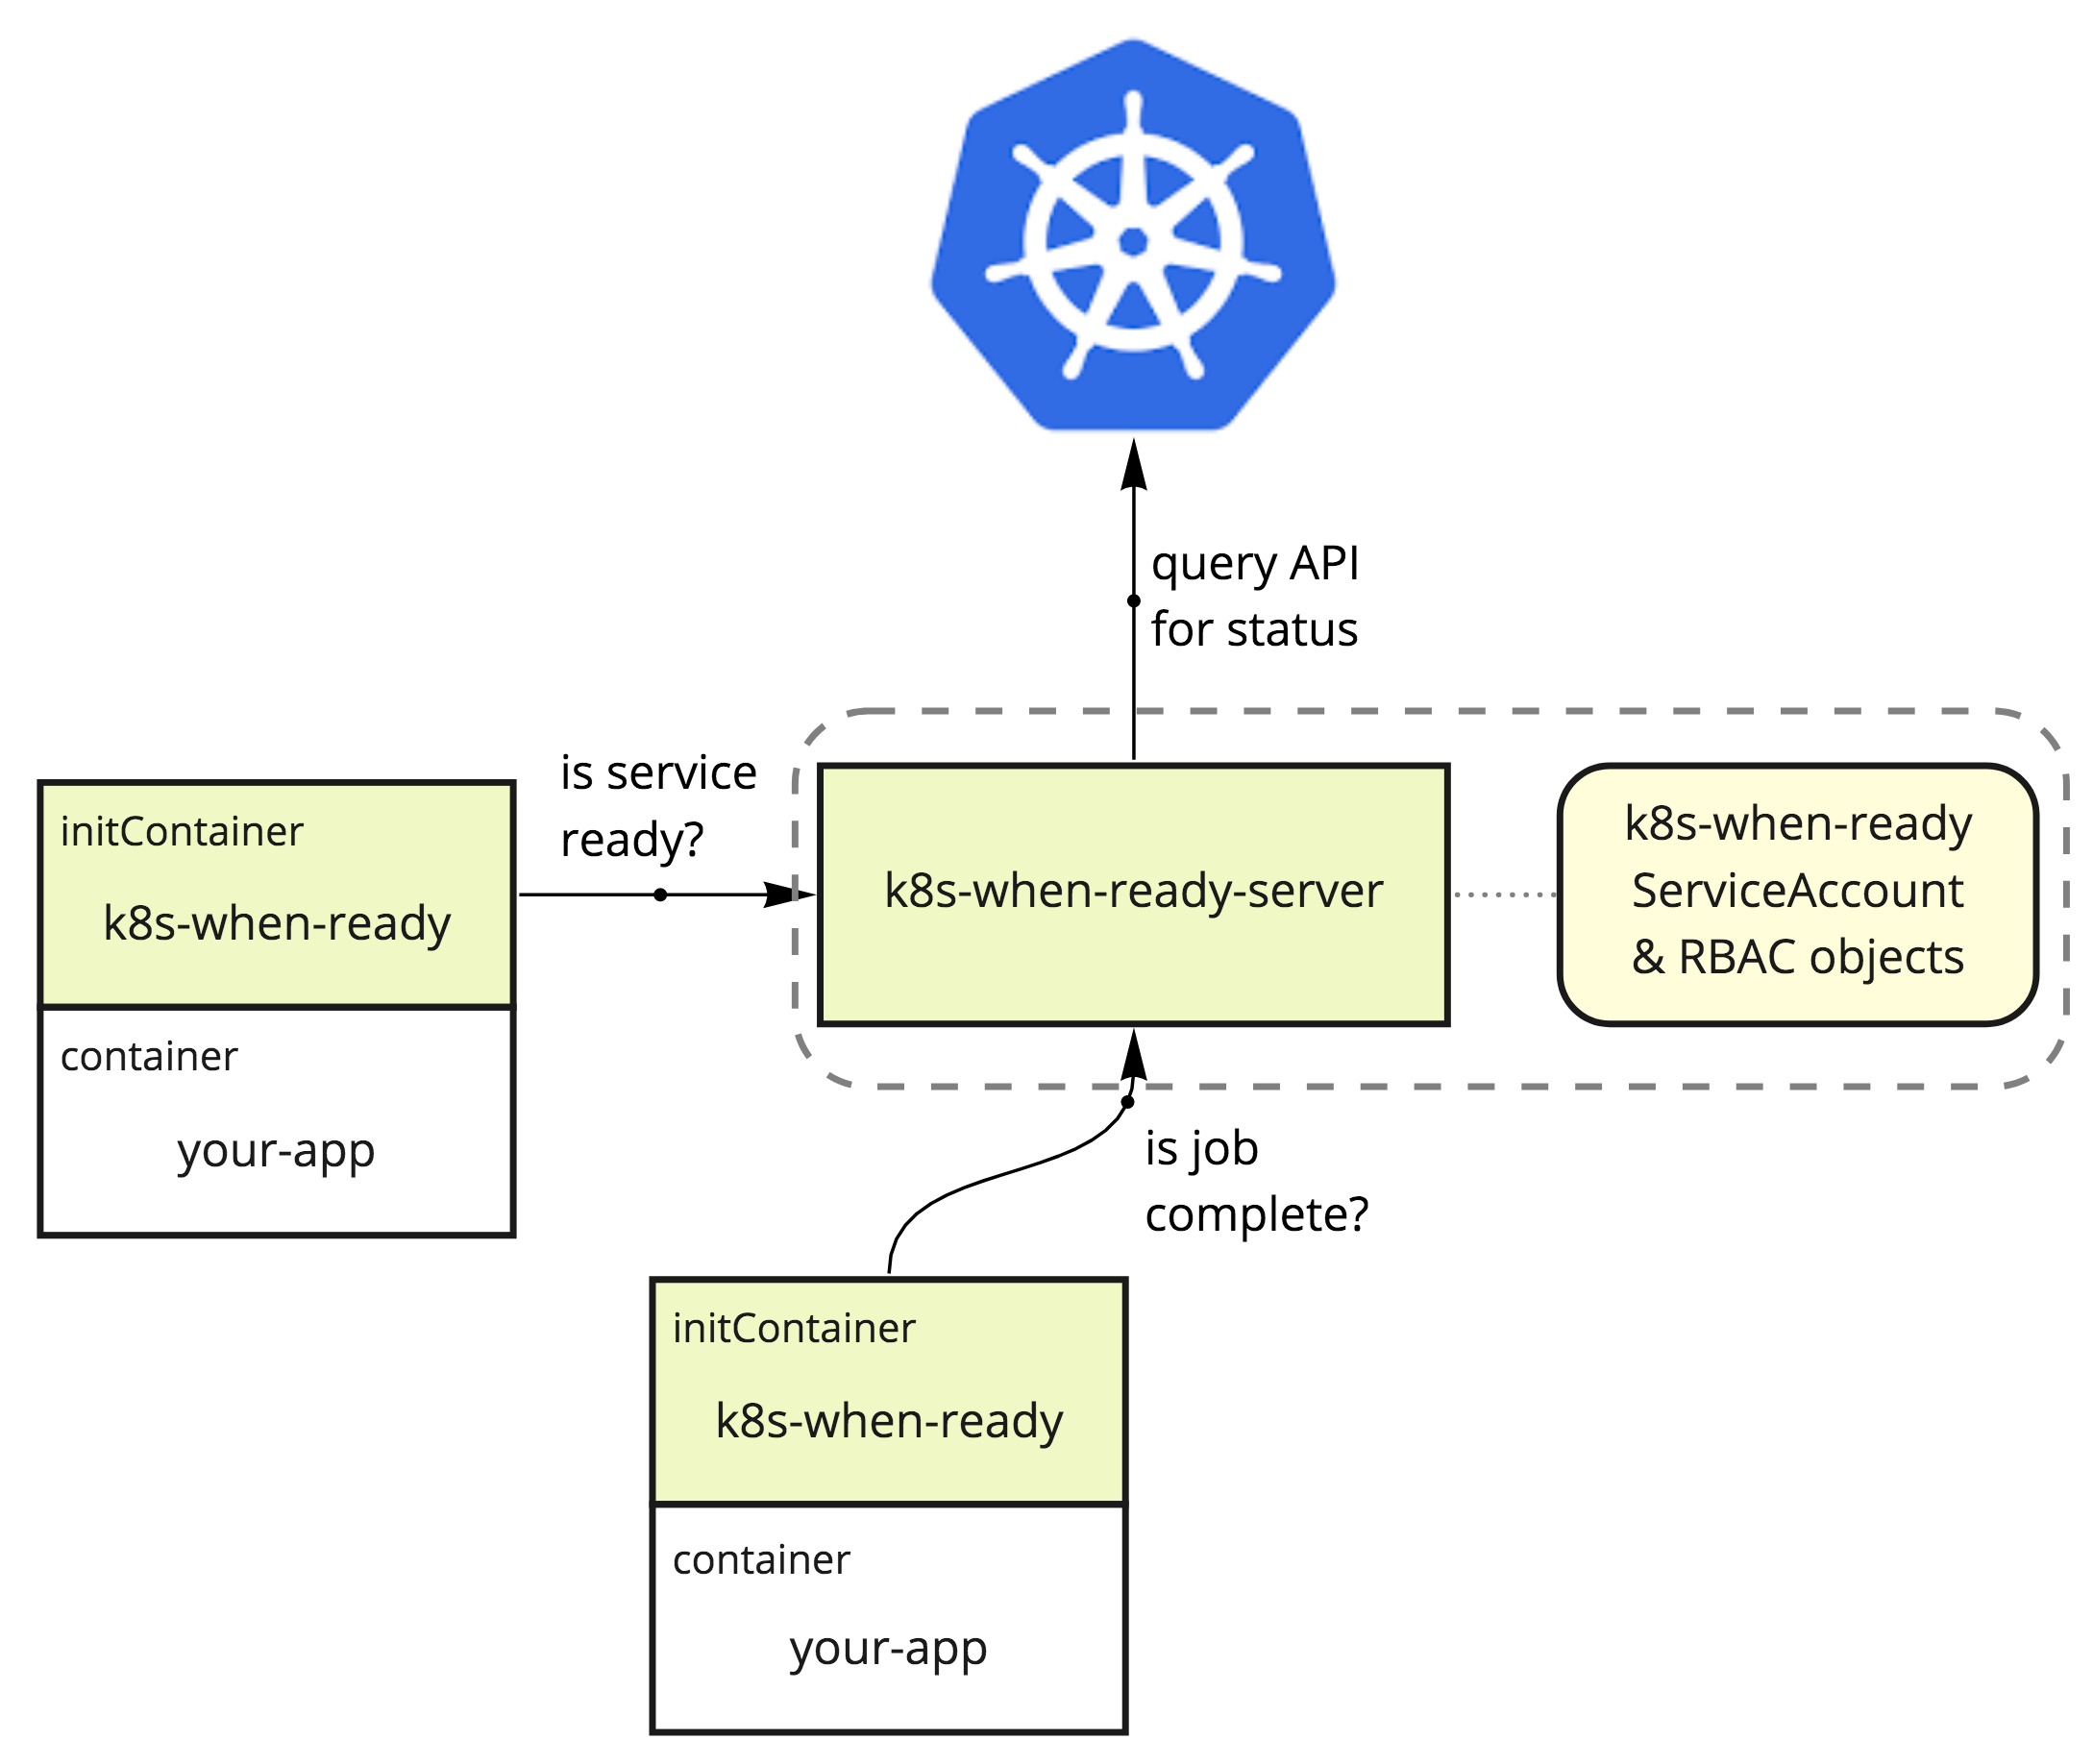 query API
for status
is service
ready?
initContainer
k8s-when-ready
container
your-app
k8s-when-ready-server
k8s-when-ready
ServiceAccount
& RBAC objects
is job
complete?
initContainer
k8s-when-ready
container
your-app